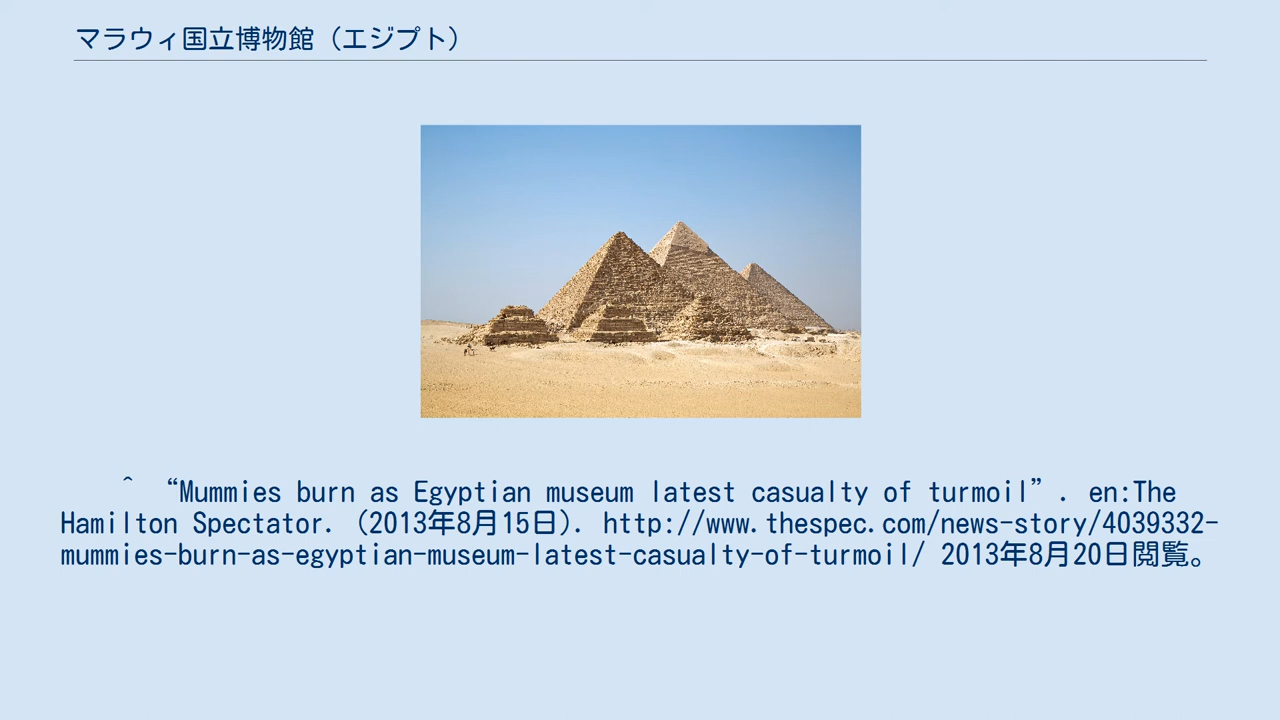 マラウィ国立博物館（エジプト）
^ “Mummies burn as Egyptian museum latest casualty of turmoil”. en:The
Hamilton Spectator. (2013年8月15日). http://www.thespec.com/news-story/4039332-
mummies-burn-as-egyptian-museum-latest-casualty-of-turmoil/ 2013年8月20日閲覧。